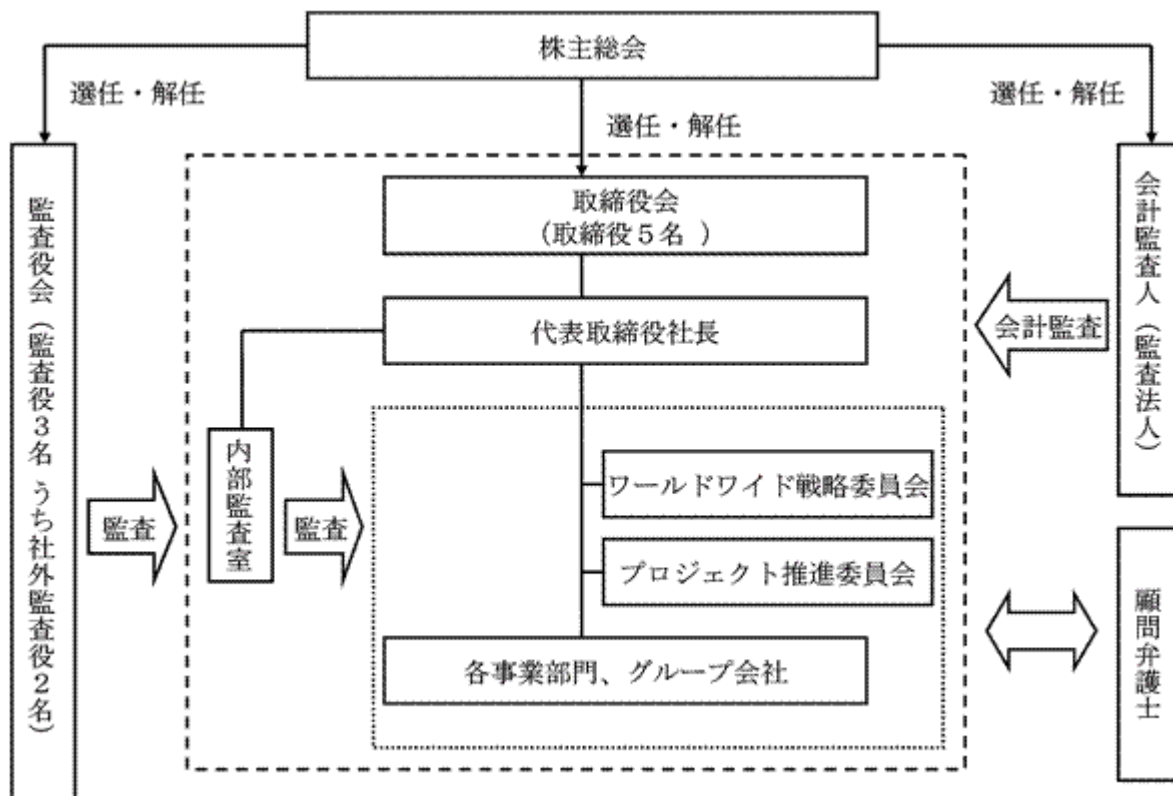 株主総会
選任・解任
選任・解任
選任・解任
監査役会（監査役3名 うち社外監査役2名）
取締役会
（取締役5名 ）
会計監査人（監査法人）
代表取締役社長
会計監査
内部監査室
ワールドワイド戦略委員会
監査
監査
プロジェクト推進委員会
顧問弁護士
各事業部門、グループ会社